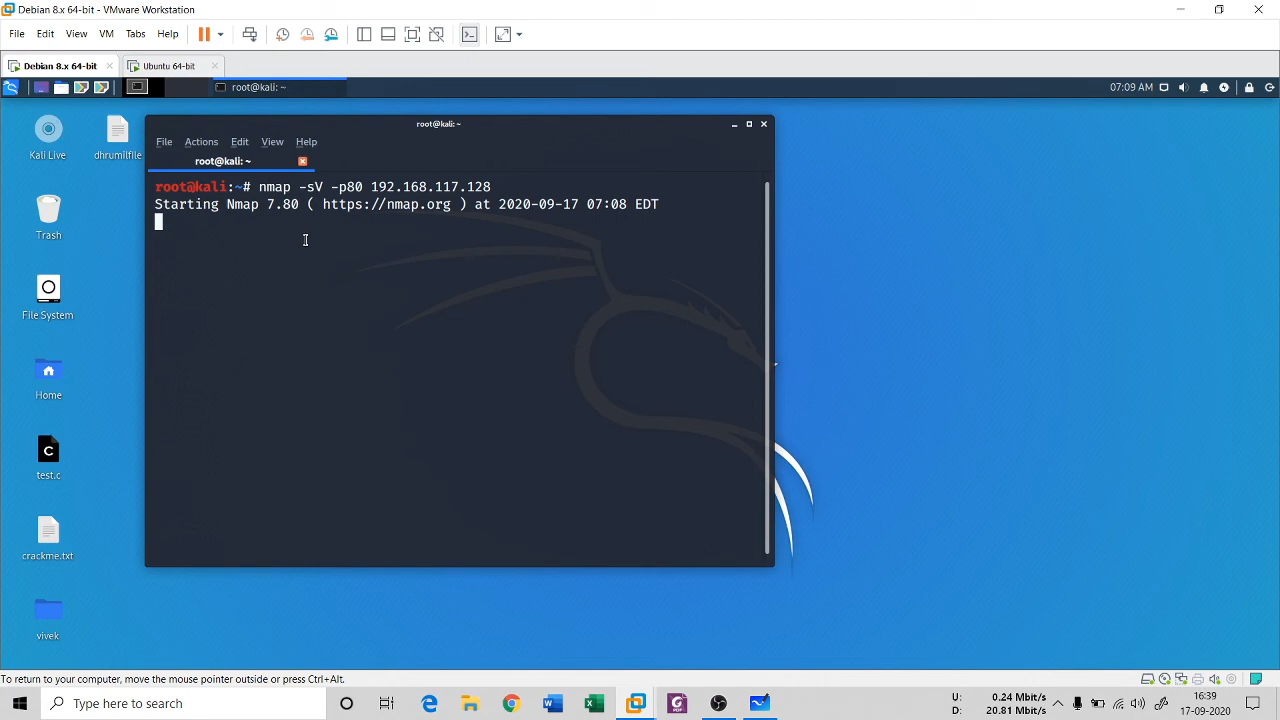 Debian 8.x 64-bit - VMware Workstation
File Edit View VM Tabs Help
Debian 8.x 64-bit Ubuntu 64-bit
root@kali: ~ 07:09 AM
root@kali: ~
File Actions Edit View Help
root@kali: ~
root@kali:~# nmap -sV -p80 192.168.117.128
Starting Nmap 7.80 ( https://nmap.org ) at 2020-09-17 07:08 EDT
Kali Live
dhrumilfile
Trash
File System
Home
C
test.c
crackme.txt
vivek
To return to your computer, move the mouse pointer outside or press Ctrl+Alt.
Type here to search
U: 0.24 Mbit/s
D: 20.81 Mbit/s
16:39
17-09-2020